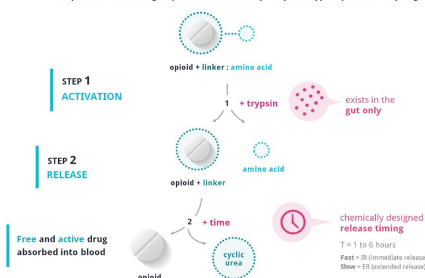 opioid + linker : amino acid
STEP 1
ACTIVATION
1 + trypsin
exists in the
gut only
STEP 2
RELEASE
amino acid
opioid + linker
2 + time
chemically designed
release timing
T = 1 to 6 hours
Fast = IR (immediate release)
Slow = ER (extended release)
Free and active drug
absorbed into blood
cyclic
urea
opioid